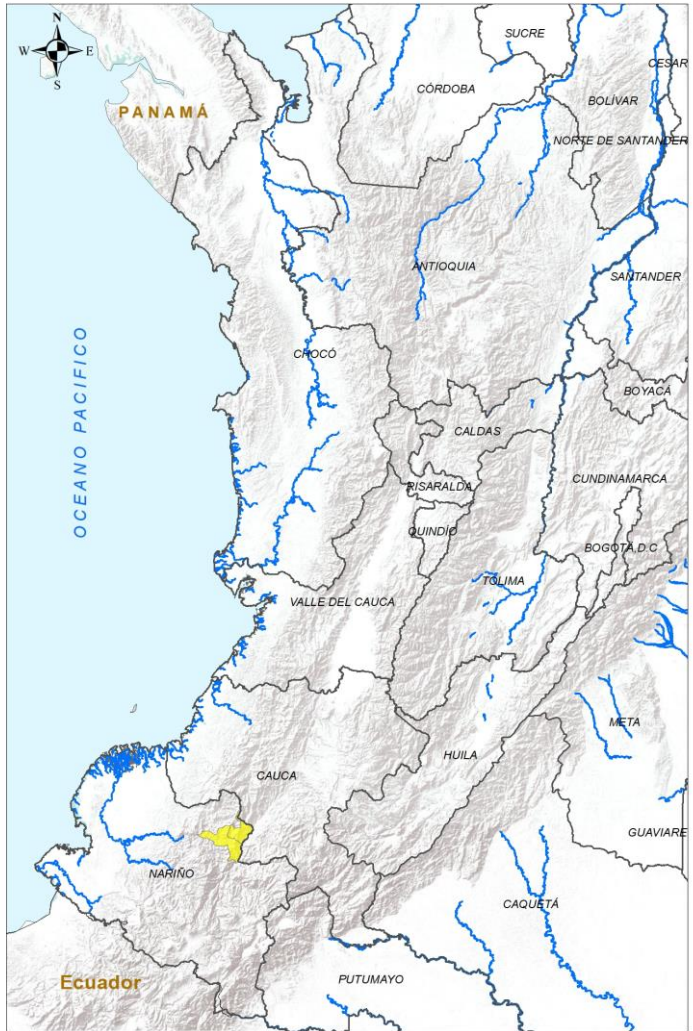 N
W E
S
PANAMÁ
SUCRE
CESAR
CÓRDOBA
BOLÍVAR
NORTE DE SANTANDER
ANTIOQUIA
SANTANDER
OCEANO PACIFICO
CHOCÓ
BOYACÁ
CALDAS
CUNDINAMARCA
RISARALDA
QUINDÍO
BOGOTÁ D.C
TOLIMA
VALLE DEL CAUCA
META
HUILA
CAUCA
GUAVIARE
NARIÑO
CAQUETÁ
Ecuador
PUTUMAYO